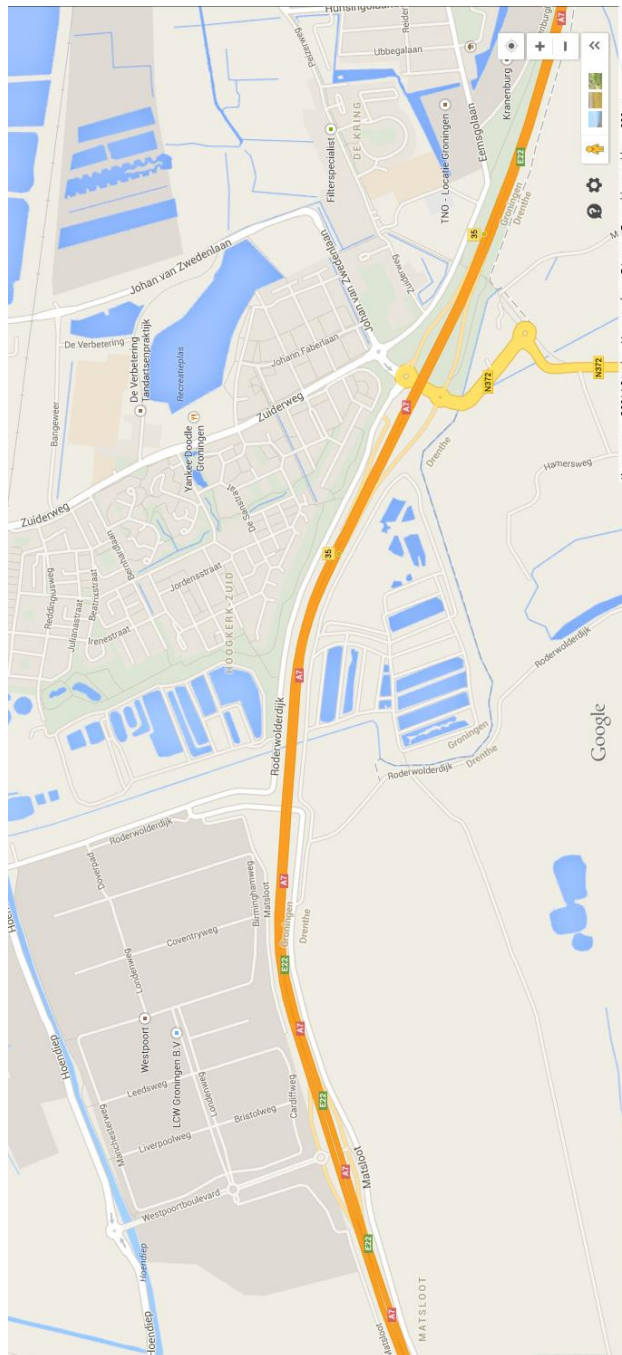 Hunsingolaan
Peizerweg
Reider
Ubbegalaan
Kranenburg
A7
DE KRING
Filterspecialist
TNO - Locatie Groningen
Eemsgolaan
E22
Groningen
Drenthe
35
Johan van Zwedenlaan
Johan van Zwedenlaan
Zuiderweg
De Verbetering
De Verbetering
Tandartsenpraktijk
Recreatieplas
Johann Faberlaan
Zuiderweg
Bangeweer
Yankee Doodle
Groningen
De Sanstraat
A7
N372
N372
Drenthe
Hamersweg
Zuiderweg
Bernhardlaan
Reddingiusweg
Beatrixstraat
Julianastraat
Irenestraat
Jordensstraat
HOOGKERK-ZUID
35
A7
Roderwolderdijk
Roderwolderdijk
Groningen
Drenthe
Roderwolderdijk
Google
Roderwolderdijk
Doverpad
Birminghamweg
Matsloot
A7
Groningen
Drenthe
E22
Coventryweg
Londenweg
Westpoort
LCW Groningen B.V.
Londenweg
Hoendiep
Leedsweg
Manchesterweg
Liverpoolweg
Bristolweg
Cardiffweg
A7
E22
A7
Matsloot
Westpoortboulevard
Hoendiep
Hoendiep
E22
A7
Matsloot
MATSLOOT